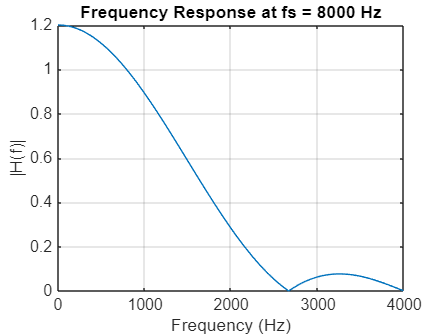 Frequency Response at fs = 8000 Hz
1.2
1
0.8
0.6
0.4
0.2
0
|H(f)|
0 1000 2000 3000 4000
Frequency (Hz)